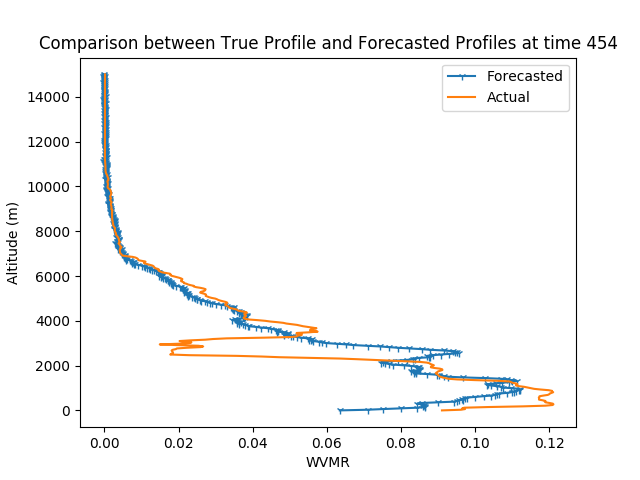 Comparison between True Profile and Forecasted Profiles at time 454
Forecasted
Actual
14000
12000
10000
8000
6000
4000
2000
0
Altitude (m)
0.00 0.02 0.04 0.06 0.08 0.10 0.12
WVMR